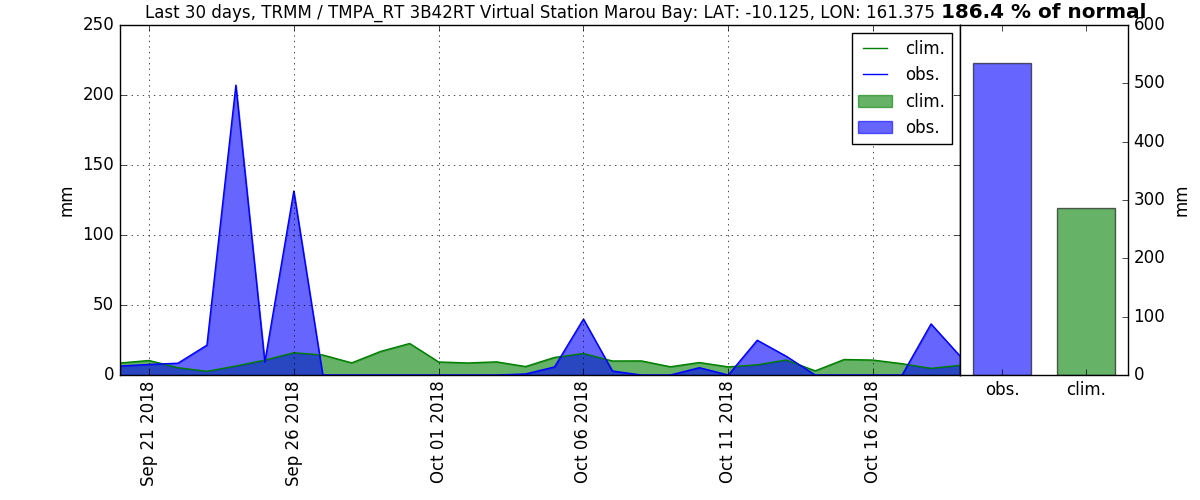 Last 30 days, TRMM / TMPA_RT 3B42RT Virtual Station Marou Bay: LAT: -10.125, LON: 161.375 186.4 % of normal
250
200
150
100
50
0
mm
clim.
obs.
clim.
obs.
Sep 21 2018
Sep 26 2018
Oct 01 2018
Oct 06 2018
Oct 11 2018
Oct 16 2018
600
500
400
300
200
100
0
mm
obs.
clim.